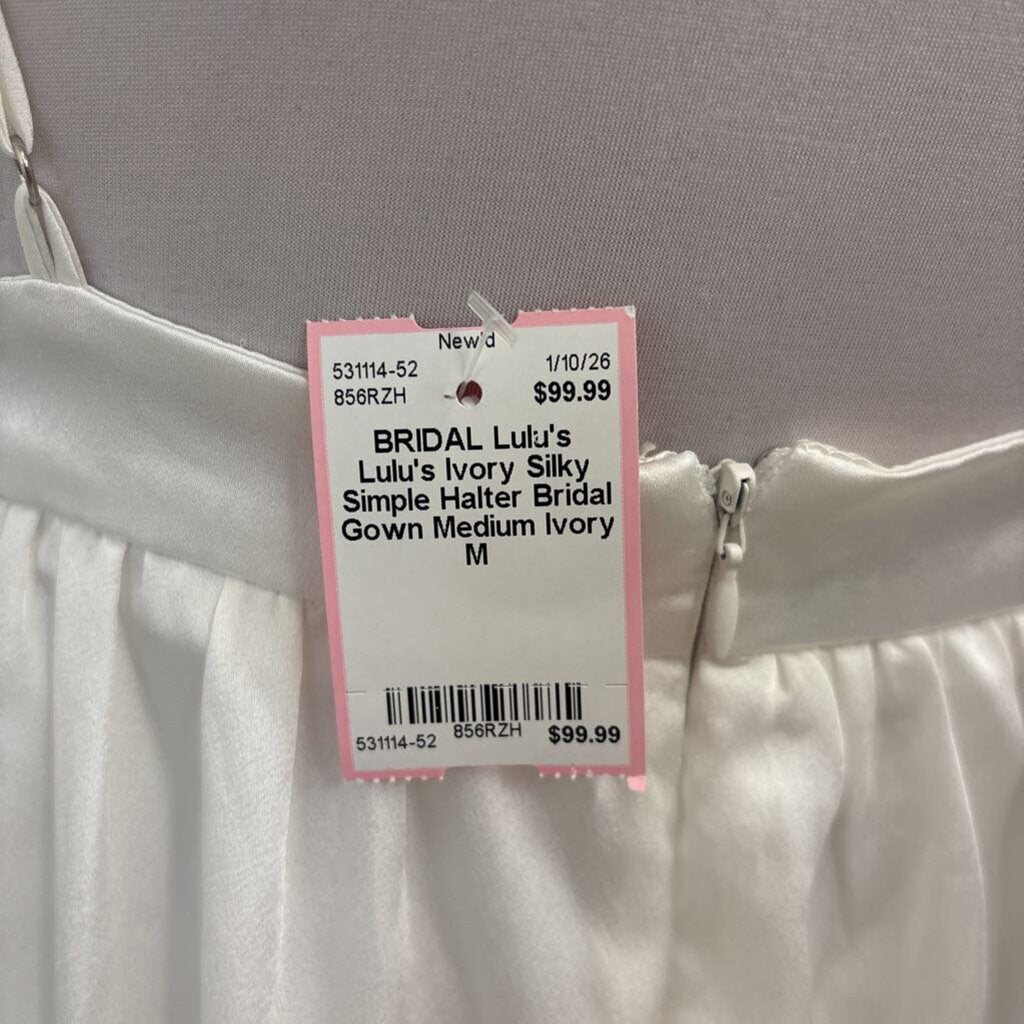 New'd
531114-52 1/10/26
856RZH $99.99
BRIDAL Lulu's
Lulu's Ivory Silky
Simple Halter Bridal
Gown Medium Ivory
M
531114-52 856RZH $99.99